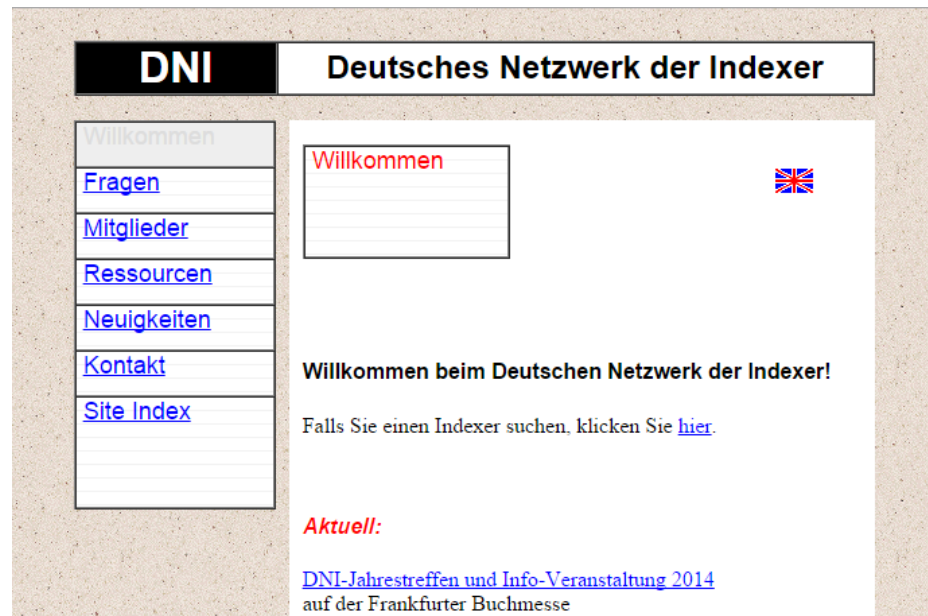 DNI
Deutsches Netzwerk der Indexer
Willkommen
Fragen
Mitglieder
Ressourcen
Neuigkeiten
Kontakt
Site Index
Willkommen
Willkommen beim Deutschen Netzwerk der Indexer!
Falls Sie einen Indexer suchen, klicken Sie hier.
Aktuell:
DNI-Jahrestreffen und Info-Veranstaltung 2014
auf der Frankfurter Buchmesse